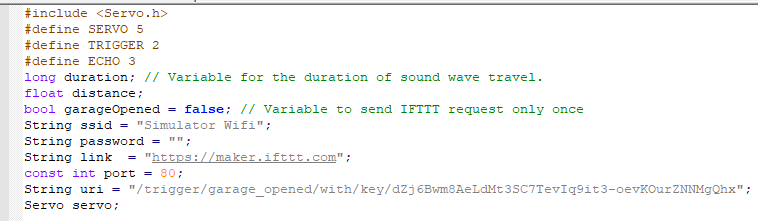 #include <Servo.h>
#define SERVO 5
#define TRIGGER 2
#define ECHO 3
long duration; // Variable for the duration of sound wave travel.
float distance;
bool garageOpened = false; // Variable to send IFTTT request only once
String ssid = "Simulator Wifi";
String password = "";
String link  = "https://maker.ifttt.com";
const int port = 80;
String uri = "/trigger/garage_opened/with/key/dZj6Bwm8AeLdMt3SC7TevIq9it3-oevKOurZNNMgQhx";
Servo servo;